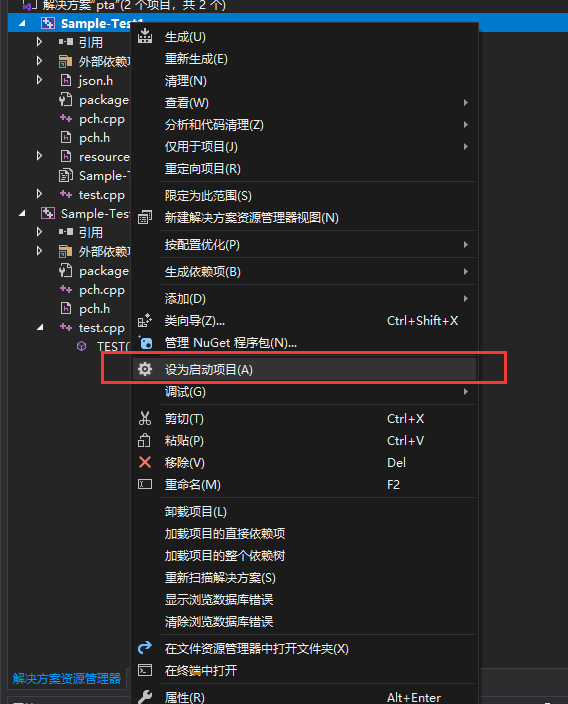 解决方案"pta"(2 个项目，共 2 个)
Sample-Test1
引用
外部依赖项
json.h
package
pch.cpp
pch.h
resource
Sample-T
test.cpp
Sample-Tes
引用
外部依赖项
package
pch.cpp
pch.h
test.cpp
TEST(
生成(U)
重新生成(E)
清理(N)
查看(W)
分析和代码清理(Z)
仅用于项目(J)
重定向项目(R)
限定为此范围(S)
新建解决方案资源管理器视图(N)
按配置优化(P)
生成依赖项(B)
添加(D)
类向导(Z)... Ctrl+Shift+X
管理 NuGet 程序包(N)...
设为启动项目(A)
调试(G)
剪切(T) Ctrl+X
粘贴(P) Ctrl+V
移除(V) Del
重命名(M) F2
卸载项目(L)
加载项目的直接依赖项
加载项目的整个依赖树
重新扫描解决方案(S)
显示浏览数据库错误
清除浏览数据库错误
在文件资源管理器中打开文件夹(X)
在终端中打开
属性(R) Alt+Enter
解决方案资源管理器